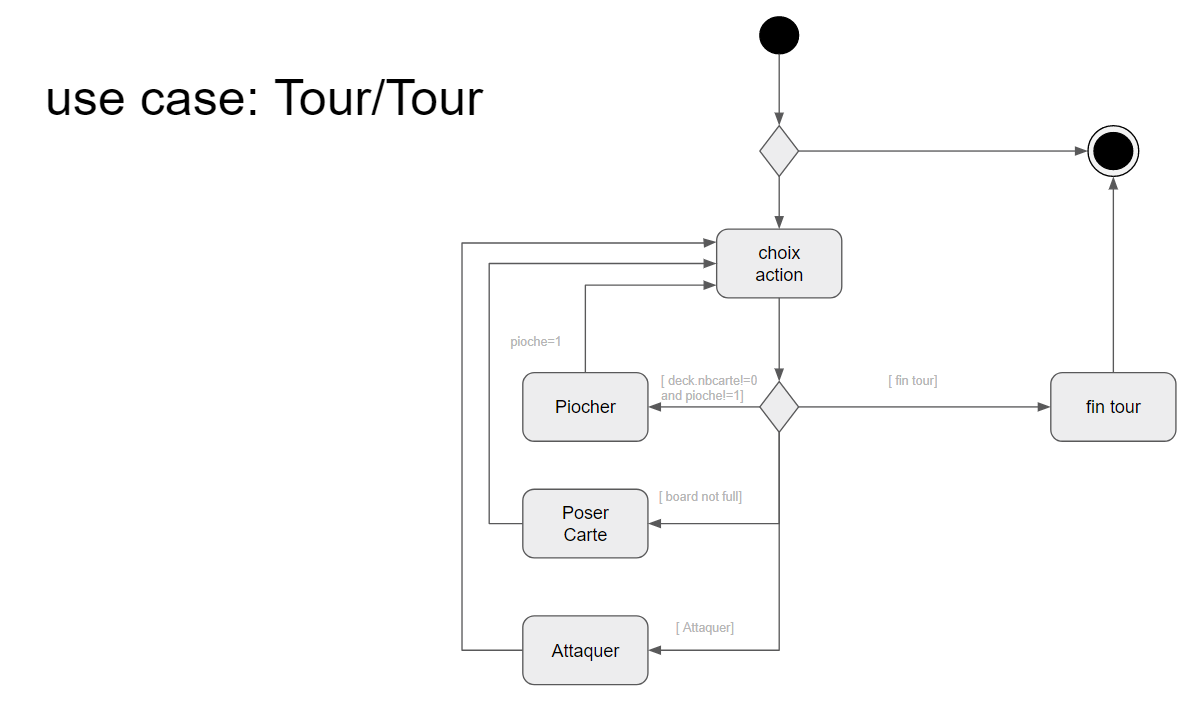 use case: Tour/Tour
choix
action
pioche=1
[ deck.nbcarte!=0
and pioche!=1]
[ fin tour]
Piocher
fin tour
[ board not full]
Poser
Carte
[ Attaquer]
Attaquer